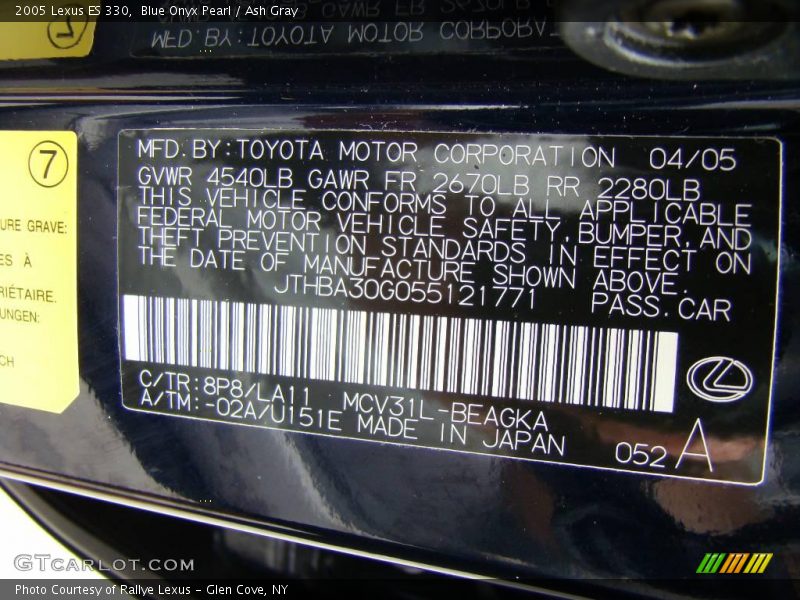 2005 Lexus ES 330, Blue Onyx Pearl / Ash Gray
MFD. BY: TOYOTA MOTOR CORPORAT
7
7
URE GRAVE:
ES À
RIÉTAIRE.
UNGEN:
CH
MFD. BY: TOYOTA MOTOR CORPORATION 04/05
GVWR 4540LB GAWR FR 2670LB RR 2280LB
THIS VEHICLE CONFORMS TO ALL APPLICABLE
FEDERAL MOTOR VEHICLE SAFETY, BUMPER, AND
THEFT PREVENTION STANDARDS IN EFFECT ON
THE DATE OF MANUFACTURE SHOWN ABOVE.
JTHBA30G055121771 PASS. CAR
C/TR: 8P8/LA11 MCV31L-BEAGKA
A/TM: -02A/U151E MADE IN JAPAN
052 A
GTCARLOT.COM
Photo Courtesy of Rallye Lexus - Glen Cove, NY